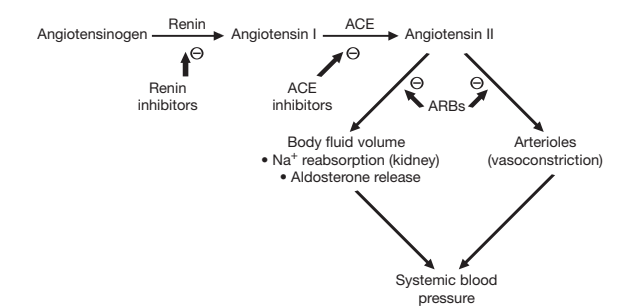 Renin
ACE
Angiotensinogen
Angiotensin I
Angiotensin II
⊖
⊖
⊖
⊖
Renin
inhibitors
ACE
inhibitors
ARBs
Body fluid volume
• Na⁺ reabsorption (kidney)
• Aldosterone release
Arterioles
(vasoconstriction)
Systemic blood
pressure